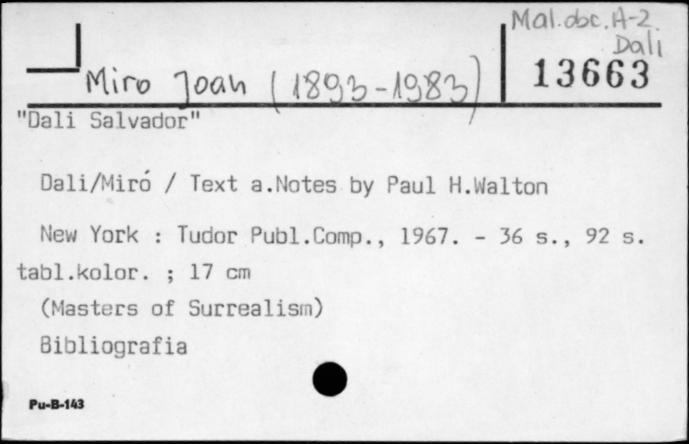 Mal.obc. A-2
Dali
Miro Joan (1893-1983)
13663
"Dali Salvador"
Dali/Miró / Text a.Notes by Paul H.Walton
New York : Tudor Publ.Comp., 1967. - 36 s., 92 s.
tabl.kolor. ; 17 cm
(Masters of Surrealism)
Bibliografia
Pu-B-143